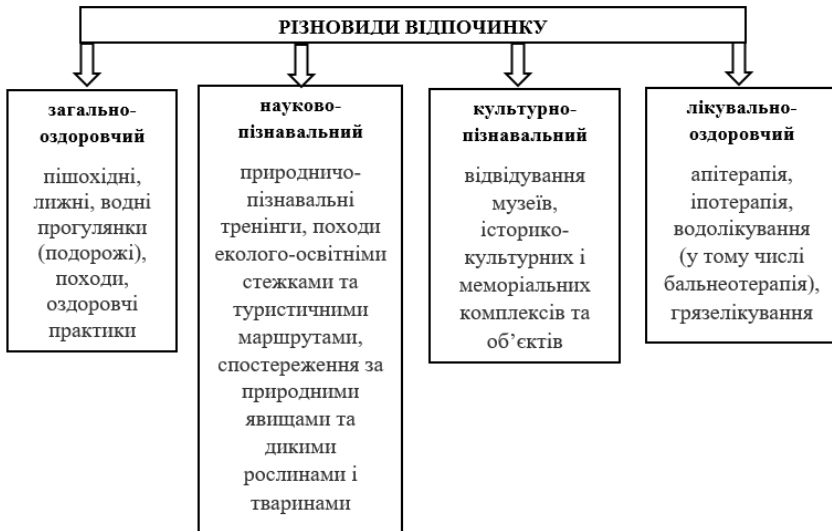 РІЗНОВИДИ ВІДПОЧИНКУ
загально-
оздоровчий
пішохідні,
лижні, водні
прогулянки
(подорожі),
походи,
оздоровчі
практики
науково-
пізнавальний
природничо-
пізнавальні
тренінги, походи
еколого-освітніми
стежками та
туристичними
маршрутами,
спостереження за
природними
явищами та
дикими
рослинами і
тваринами
культурно-
пізнавальний
відвідування
музеїв,
історико-
культурних і
меморіальних
комплексів та
об’єктів
лікувально-
оздоровчий
апітерапія,
іпотерапія,
водолікування
(у тому числі
бальнеотерапія),
грязелікування